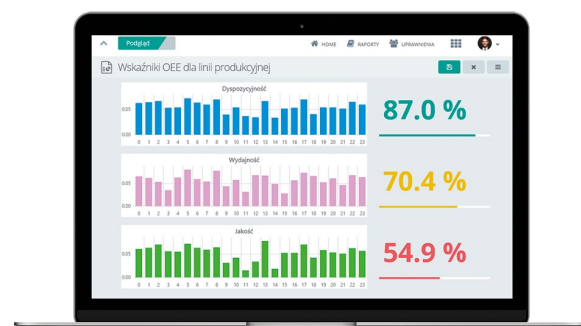 Podgląd
HOME RAPORTY UPRAWNIENIA
Wskaźniki OEE dla linii produkcyjnej
Dyspozycyjność
0.05
0.00
0 1 2 3 4 5 6 7 8 9 10 11 12 13 14 15 16 17 18 19 20 21 22 23
87.0 %
Wydajność
0.05
0.00
0 1 2 3 4 5 6 7 8 9 10 11 12 13 14 15 16 17 18 19 20 21 22 23
70.4 %
Jakość
0.05
0.00
0 1 2 3 4 5 6 7 8 9 10 11 12 13 14 15 16 17 18 19 20 21 22 23
54.9 %